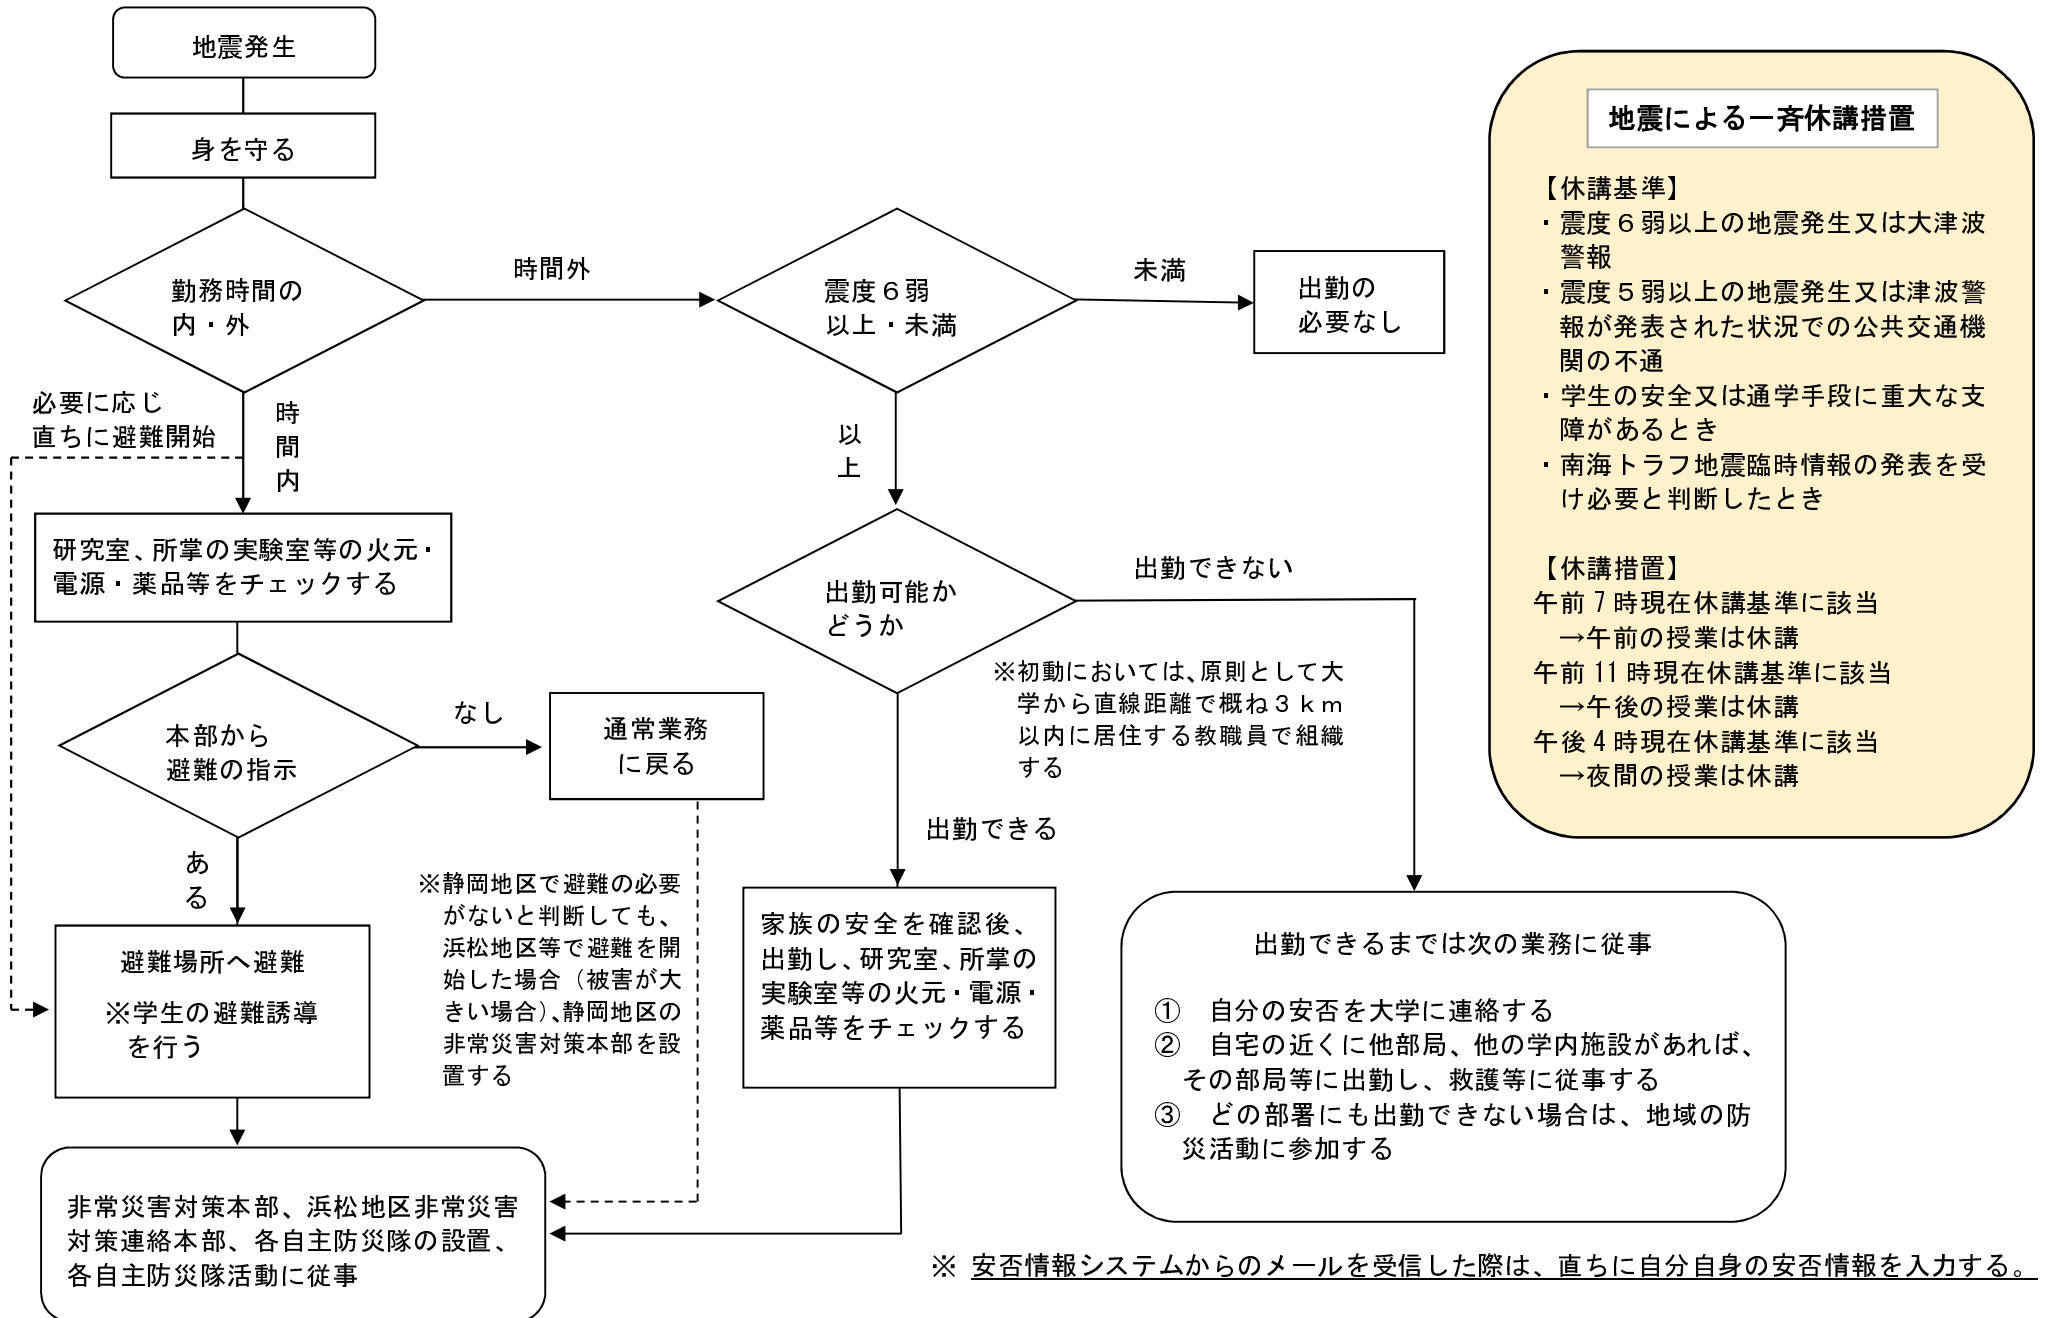 地震発生
身を守る
勤務時間の
内・外
時間外
震度６弱
以上・未満
未満
出勤の
必要なし
必要に応じ
直ちに避難開始
時
間
内
以
上
研究室、所掌の実験室等の火元・
電源・薬品等をチェックする
出勤可能か
どうか
出勤できない
※初動においては、原則として大
学から直線距離で概ね３ｋｍ
以内に居住する教職員で組織
する
本部から
避難の指示
なし
通常業務
に戻る
出勤できる
あ
る
※静岡地区で避難の必要
がないと判断しても、
浜松地区等で避難を開
始した場合（被害が大
きい場合）、静岡地区の
非常災害対策本部を設
置する
避難場所へ避難
※学生の避難誘導
を行う
家族の安全を確認後、
出勤し、研究室、所掌の
実験室等の火元・電源・
薬品等をチェックする
出勤できるまでは次の業務に従事
①　自分の安否を大学に連絡する
②　自宅の近くに他部局、他の学内施設があれば、
その部局等に出勤し、救護等に従事する
③　どの部署にも出勤できない場合は、地域の防
災活動に参加する
非常災害対策本部、浜松地区非常災害
対策連絡本部、各自主防災隊の設置、
各自主防災隊活動に従事
※ 安否情報システムからのメールを受信した際は、直ちに自分自身の安否情報を入力する。
地震による一斉休講措置
【休講基準】
・震度６弱以上の地震発生又は大津波
警報
・震度５弱以上の地震発生又は津波警
報が発表された状況での公共交通機
関の不通
・学生の安全又は通学手段に重大な支
障があるとき
・南海トラフ地震臨時情報の発表を受
け必要と判断したとき
【休講措置】
午前７時現在休講基準に該当
→午前の授業は休講
午前 11 時現在休講基準に該当
→午後の授業は休講
午後４時現在休講基準に該当
→夜間の授業は休講